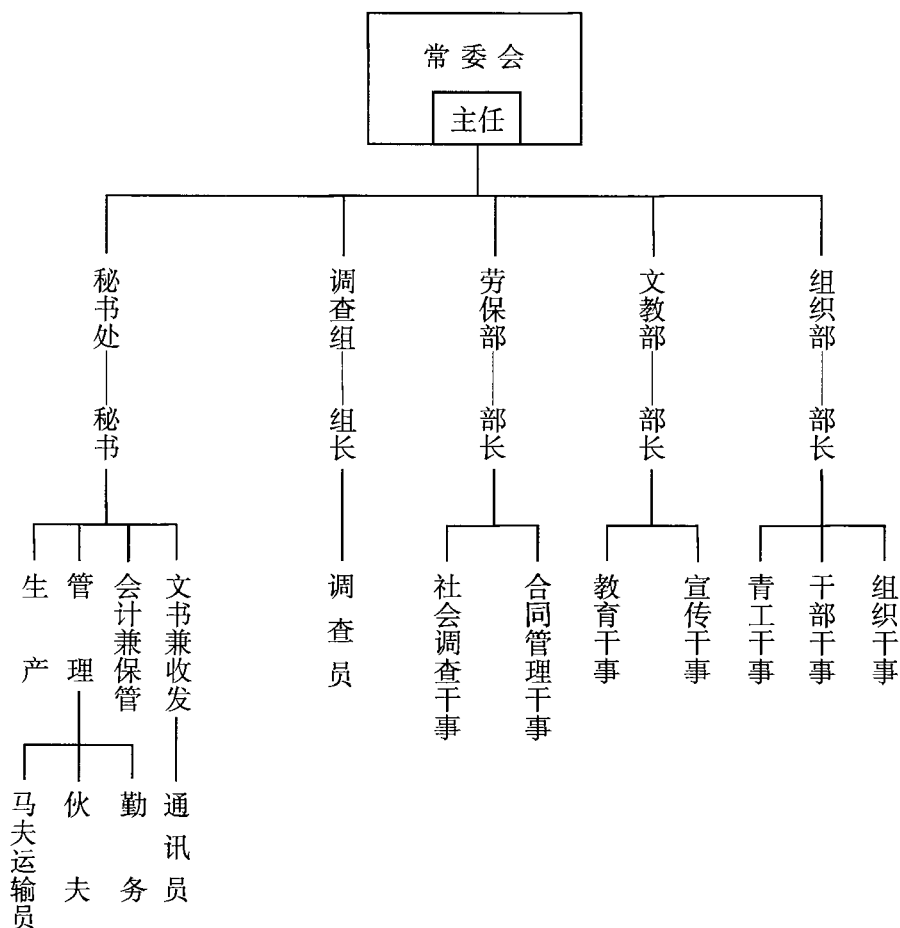 常委会
主任
秘书处
调查组
劳保部
文教部
组织部
秘书
组长
部长
部长
部长
生产
管理
会计兼保管
文书兼收发
调查员
社会调查干事
合同管理干事
教育干事
宣传干事
青工干事
干部干事
组织干事
马夫运输员
伙夫
勤务
通讯员